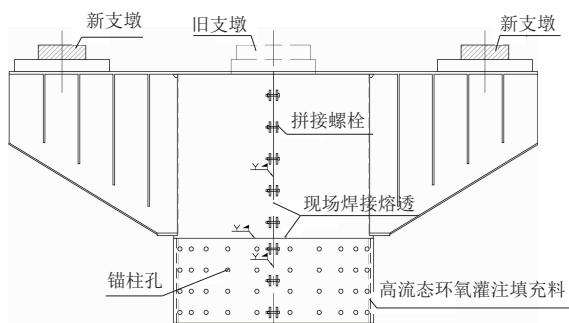 新支墩
旧支墩
新支墩
拼接螺栓
现场焊接熔透
锚柱孔
高流态环氧灌注填充料